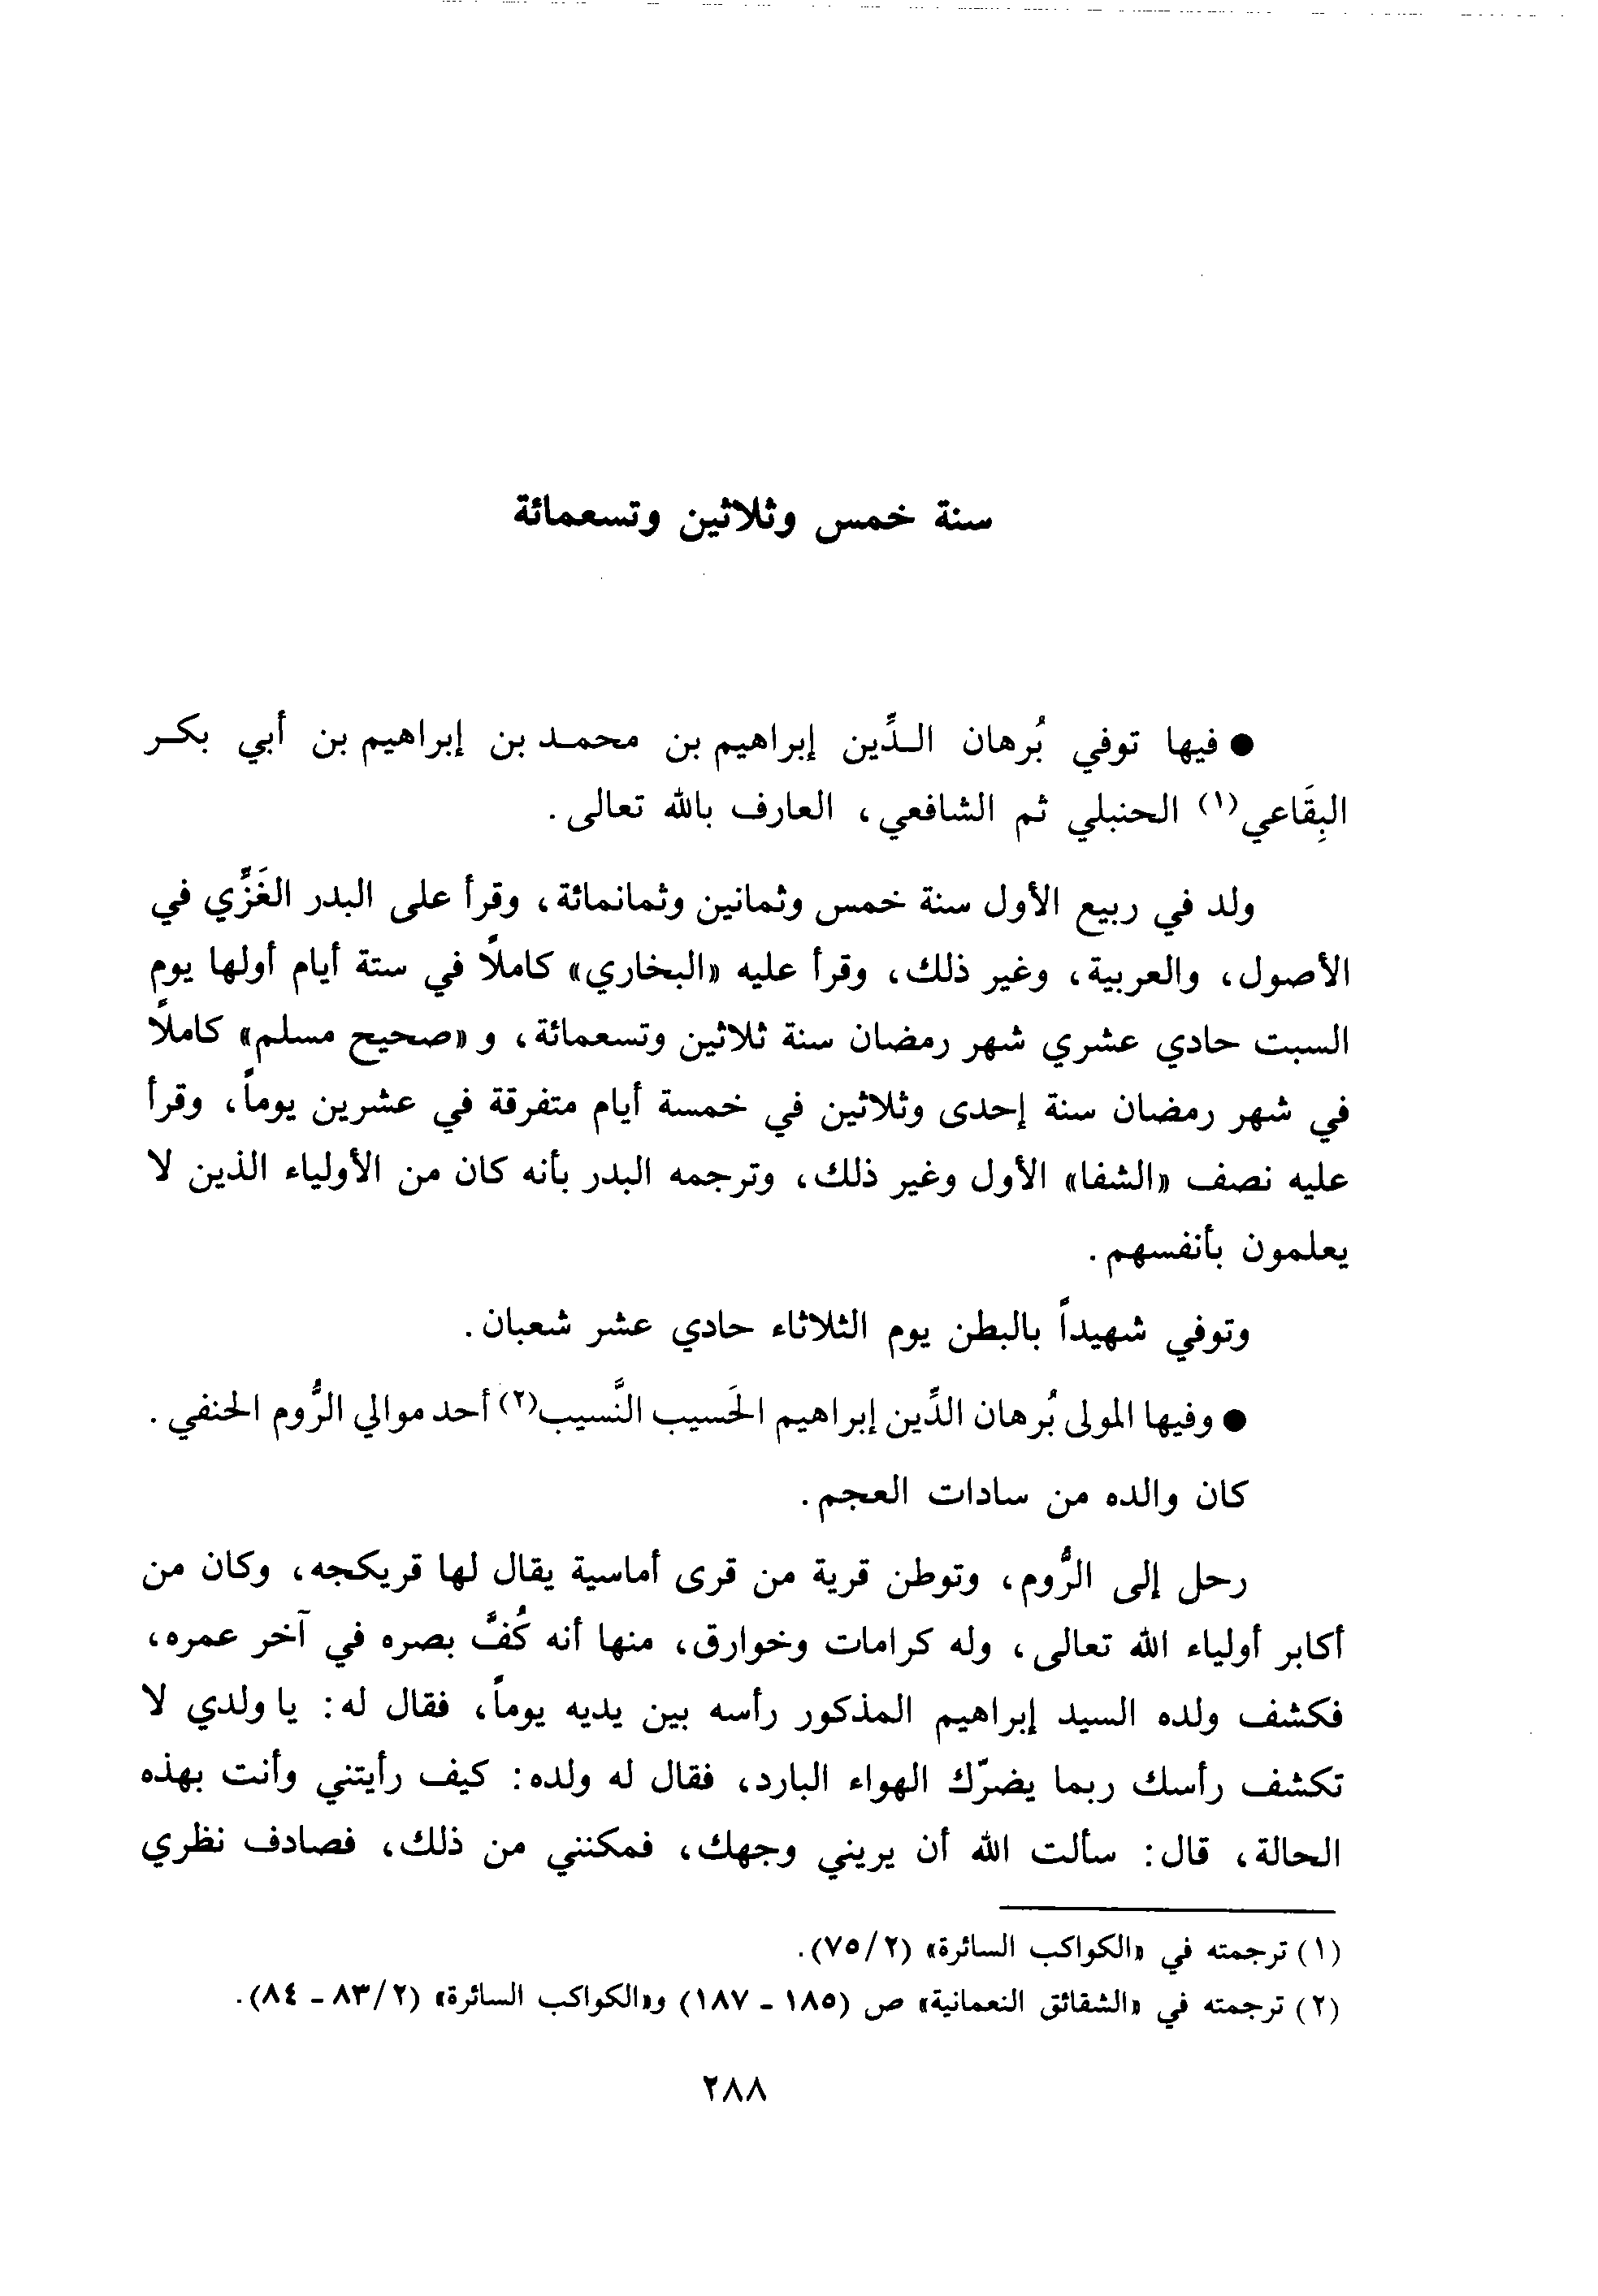 سنة خمس وثلاثين وتسعمائة
● فيها توفي بُرهان الـدِّين إبراهيم بن محمـد بن إبراهيم بن أبي بكـر
البِقَاعي(١) الحنبلي ثم الشافعي، العارف بالله تعالى.
ولد في ربيع الأول سنة خمس وثمانين وثمانمائة، وقرأ على البدر الغَزِّي في
الأصول، والعربية، وغير ذلك، وقرأ عليه «البخاري» كاملاً في ستة أيام أولها يوم
السبت حادي عشري شهر رمضان سنة ثلاثين وتسعمائة، و «صحيح مسلم» كاملاً
في شهر رمضان سنة إحدى وثلاثين في خمسة أيام متفرقة في عشرين يوماً، وقرأ
عليه نصف «الشفا» الأول وغير ذلك، وترجمه البدر بأنه كان من الأولياء الذين لا
يعلمون بأنفسهم.
وتوفي شهيداً بالبطن يوم الثلاثاء حادي عشر شعبان.
● وفيها المولى بُرهان الدِّين إبراهيم الحَسيب النَّسيب(٢) أحد موالي الرُّوم الحنفي.
كان والده من سادات العجم.
رحل إلى الرُّوم، وتوطن قرية من قرى أماسية يقال لها قريكجه، وكان من
أكابر أولياء الله تعالى، وله كرامات وخوارق، منها أنه كُفَّ بصره في آخر عمره،
فكشف ولده السيد إبراهيم المذكور رأسه بين يديه يوماً، فقال له: يا ولدي لا
تكشف رأسك ربما يضرّك الهواء البارد، فقال له ولده: كيف رأيتني وأنت بهذه
الحالة، قال: سألت الله أن يريني وجهك، فمكنني من ذلك، فصادف نظري
(١) ترجمته في «الكواكب السائرة» (٧٥/٢).
(٢) ترجمته في «الشقائق النعمانية» ص (١٨٥ - ١٨٧) و«الكواكب السائرة» (٨٣/٢ - ٨٤).
٢٨٨